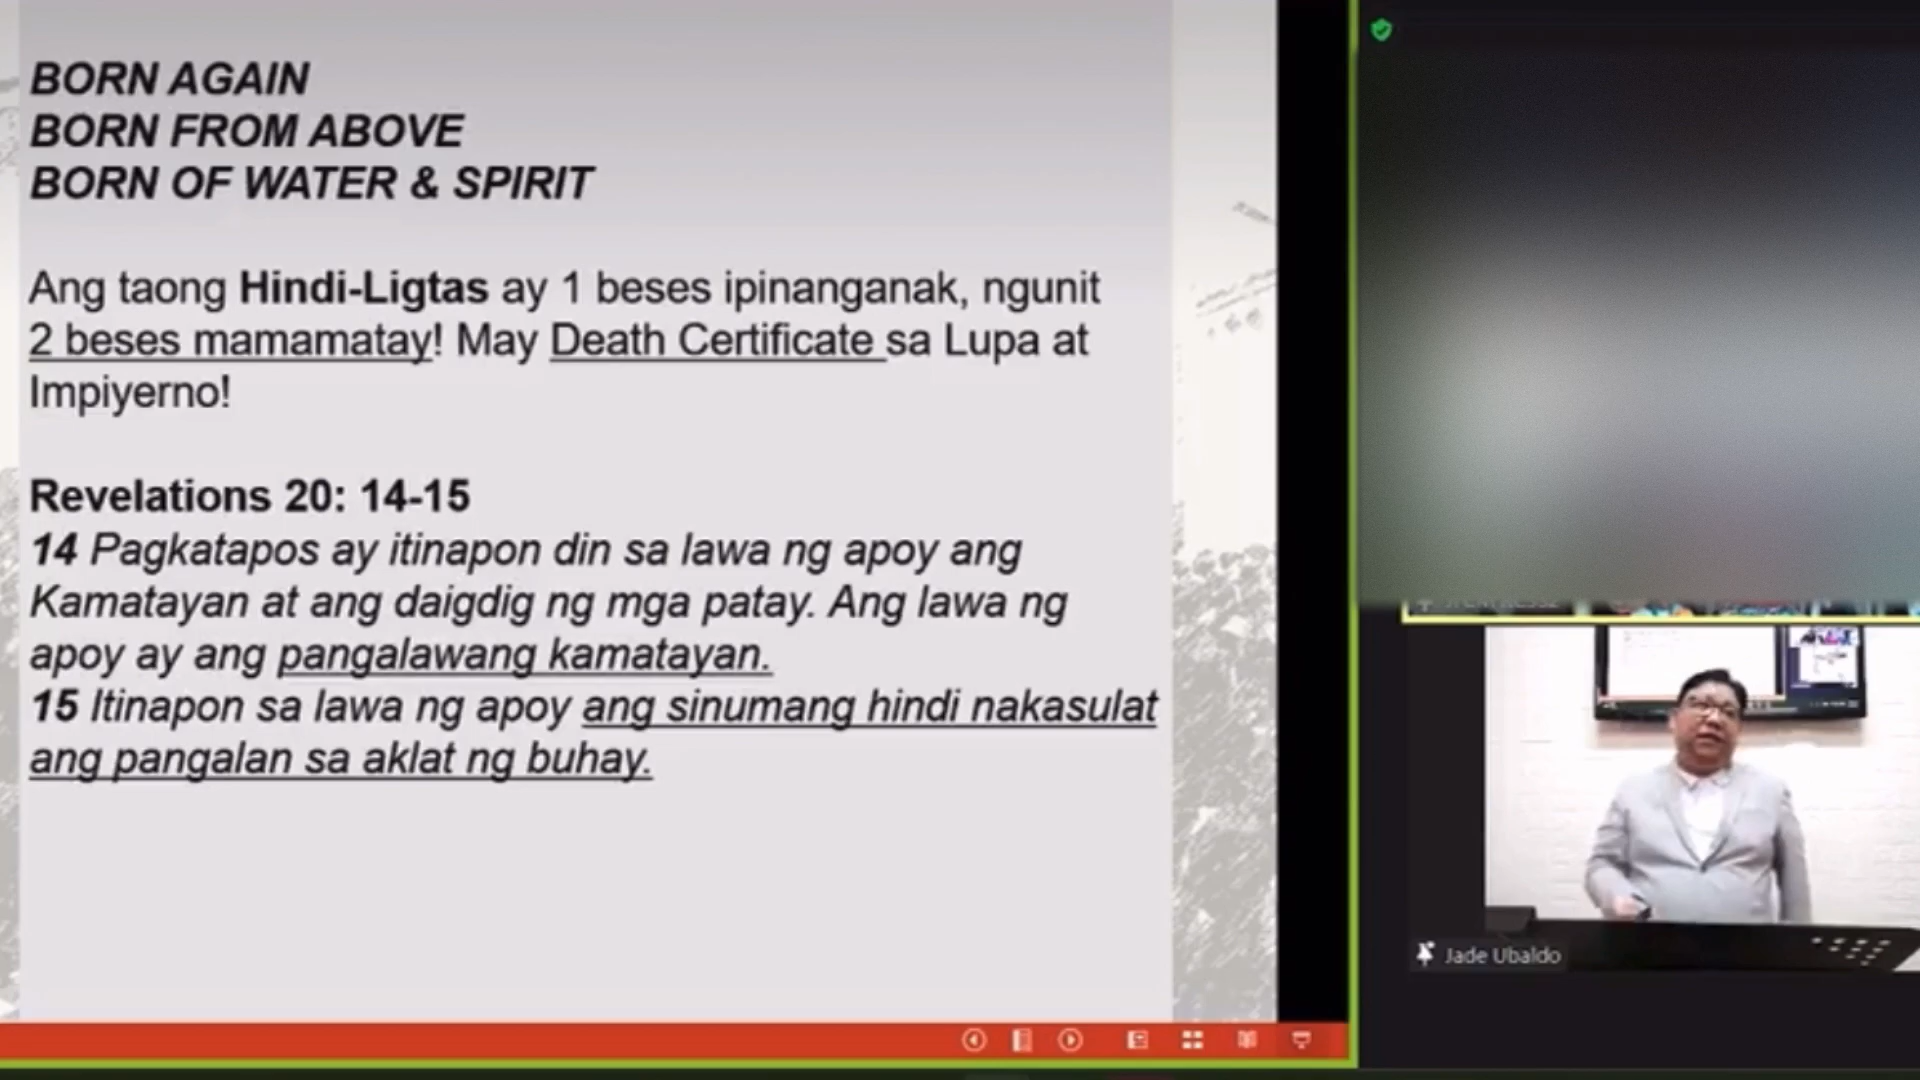 BORN AGAIN
BORN FROM ABOVE
BORN OF WATER & SPIRIT
Ang taong Hindi-Ligtas ay 1 beses ipinanganak, ngunit
2 beses mamamatay! May Death Certificate sa Lupa at
Impiyerno!
Revelations 20: 14-15
14 Pagkatapos ay itinapon din sa lawa ng apoy ang
Kamatayan at ang daigdig ng mga patay. Ang lawa ng
apoy ay ang pangalawang kamatayan.
15 Itinapon sa lawa ng apoy ang sinumang hindi nakasulat
ang pangalan sa aklat ng buhay.
Jade Ubaldo